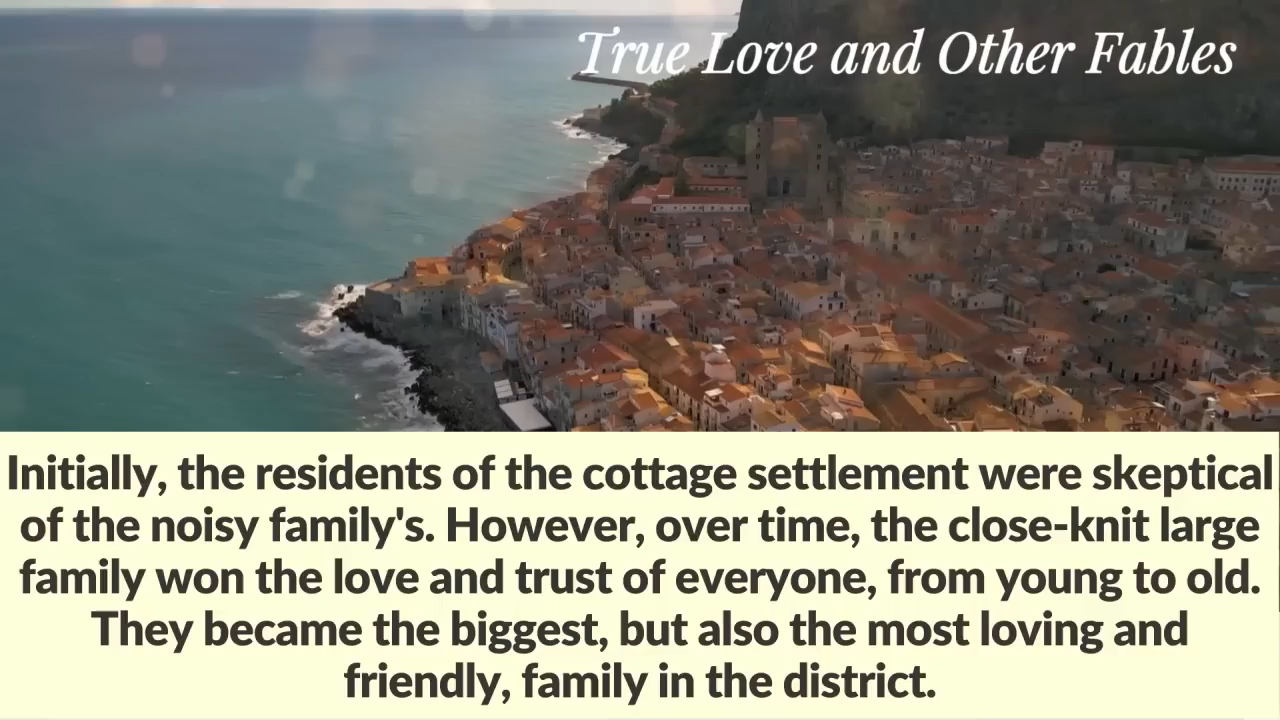 True Love and Other Fables
Initially, the residents of the cottage settlement were skeptical
of the noisy family's. However, over time, the close-knit large
family won the love and trust of everyone, from young to old.
They became the biggest, but also the most loving and
friendly, family in the district.